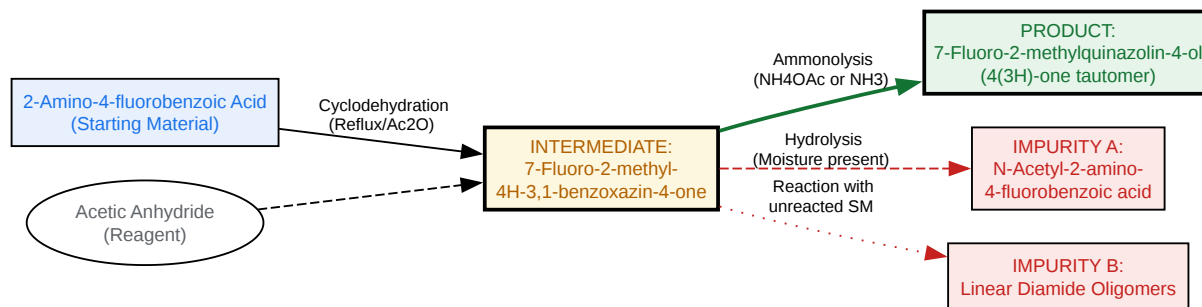 2-Amino-4-fluorobenzoic Acid
(Starting Material)
Acetic Anhydride
(Reagent)
Cyclodehydration
(Reflux/Ac2O)
INTERMEDIATE:
7-Fluoro-2-methyl-
4H-3,1-benzoxazin-4-one
Ammonolysis
(NH4OAc or NH3)
Hydrolysis
(Moisture present)
Reaction with
unreacted SM
PRODUCT:
7-Fluoro-2-methylquinazolin-4-ol
(4(3H)-one tautomer)
IMPURITY A:
N-Acetyl-2-amino-
4-fluorobenzoic acid
IMPURITY B:
Linear Diamide Oligomers